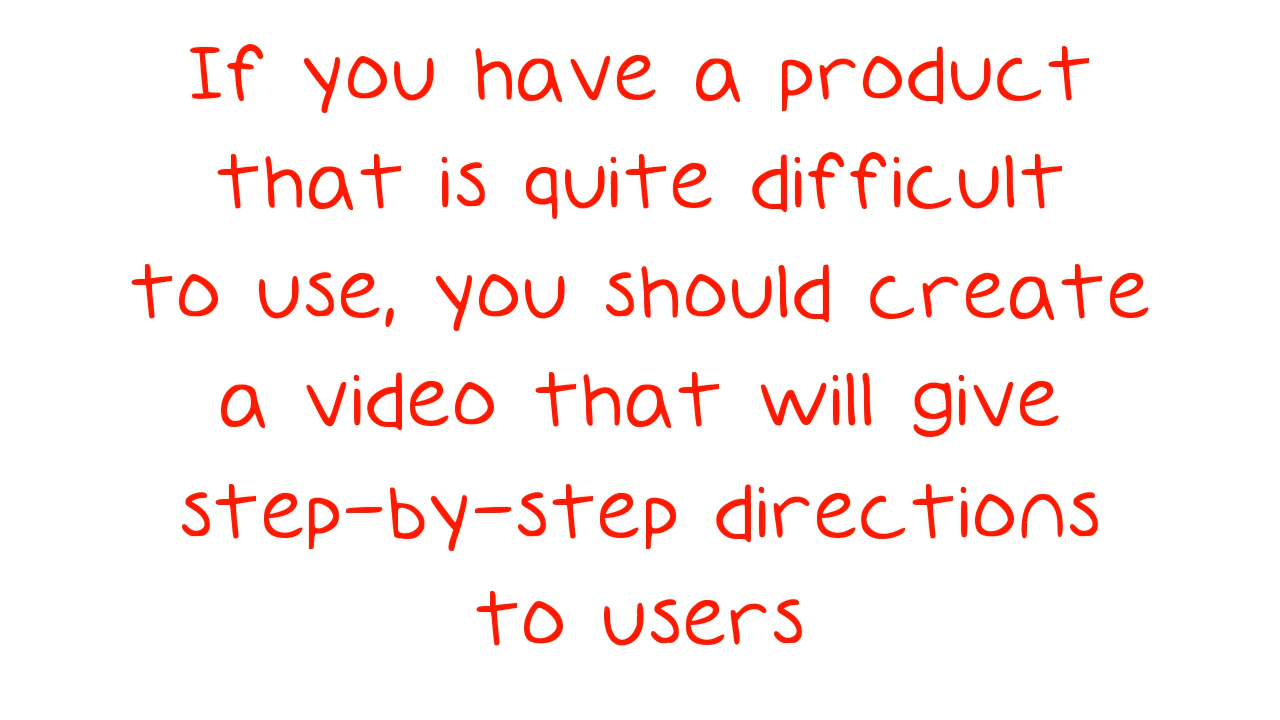 If you have a product
that is quite difficult
to use, you should create
a video that will give
step-by-step directions
to users